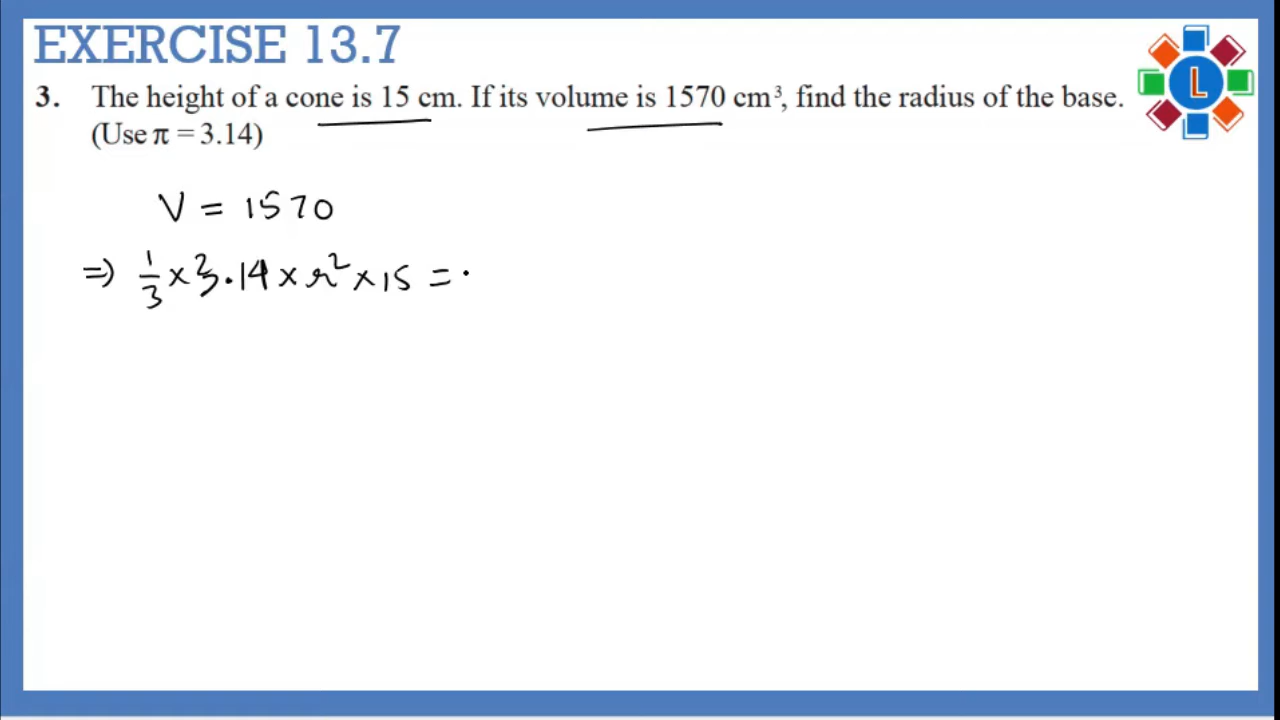 EXERCISE 13.7
L
3. The height of a cone is 15 cm. If its volume is 1570 cm³, find the radius of the base.
(Use π = 3.14)
V = 1570
⇒ 1/3 × 3.14 × r² × 15 =